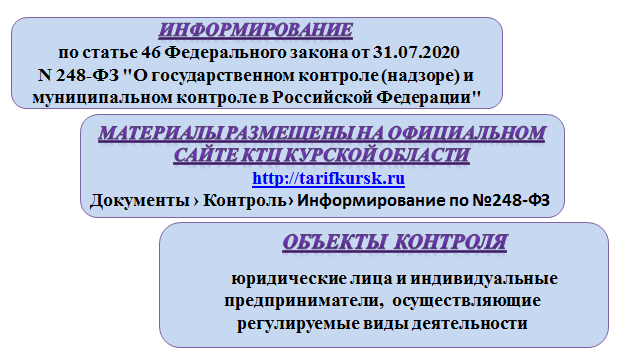 ИНФОРМИРОВАНИЕ
по статье 46 Федерального закона от 31.07.2020
N 248-ФЗ "О государственном контроле (надзоре) и
муниципальном контроле в Российской Федерации"
МАТЕРИАЛЫ РАЗМЕЩЕНЫ НА ОФИЦИАЛЬНОМ
САЙТЕ КТЦ КУРСКОЙ ОБЛАСТИ
http://tarifkursk.ru
Документы › Контроль› Информирование по №248-ФЗ
ОБЪЕКТЫ КОНТРОЛЯ
юридические лица и индивидуальные
предприниматели, осуществляющие
регулируемые виды деятельности